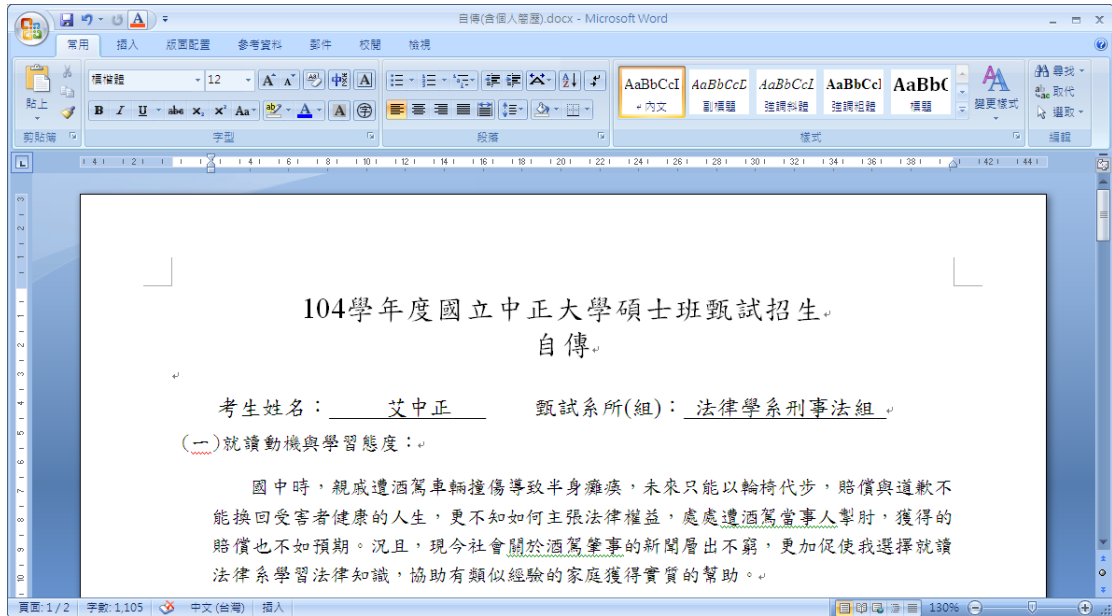 自傳(含個人簡歷).docx - Microsoft Word
常用 插入 版面配置 參考資料 郵件 校閱 檢視
標楷體 12
貼上
B I U abc x₂ x² Aa
剪貼簿 字型 段落 樣式 編輯
AaBbCcI AaBbCcD AaBbCcI AaBbCcI AaBbC
內文 副標題 強調斜體 強調粗體 標題
變更樣式
尋找
取代
選取
104學年度國立中正大學碩士班甄試招生
自傳
考生姓名： 艾中正 甄試系所(組)： 法律學系刑事法組
(一)就讀動機與學習態度：
國中時，親戚遭酒駕車輛撞傷導致半身癱瘓，未來只能以輪椅代步，賠償與道歉不
能換回受害者健康的人生，更不知如何主張法律權益，處處遭酒駕當事人掣肘，獲得的
賠償也不如預期。況且，現今社會關於酒駕肇事的新聞層出不窮，更加促使我選擇就讀
法律系學習法律知識，協助有類似經驗的家庭獲得實質的幫助。
頁面: 1 / 2 字數: 1,105 中文(台灣) 插入 130%